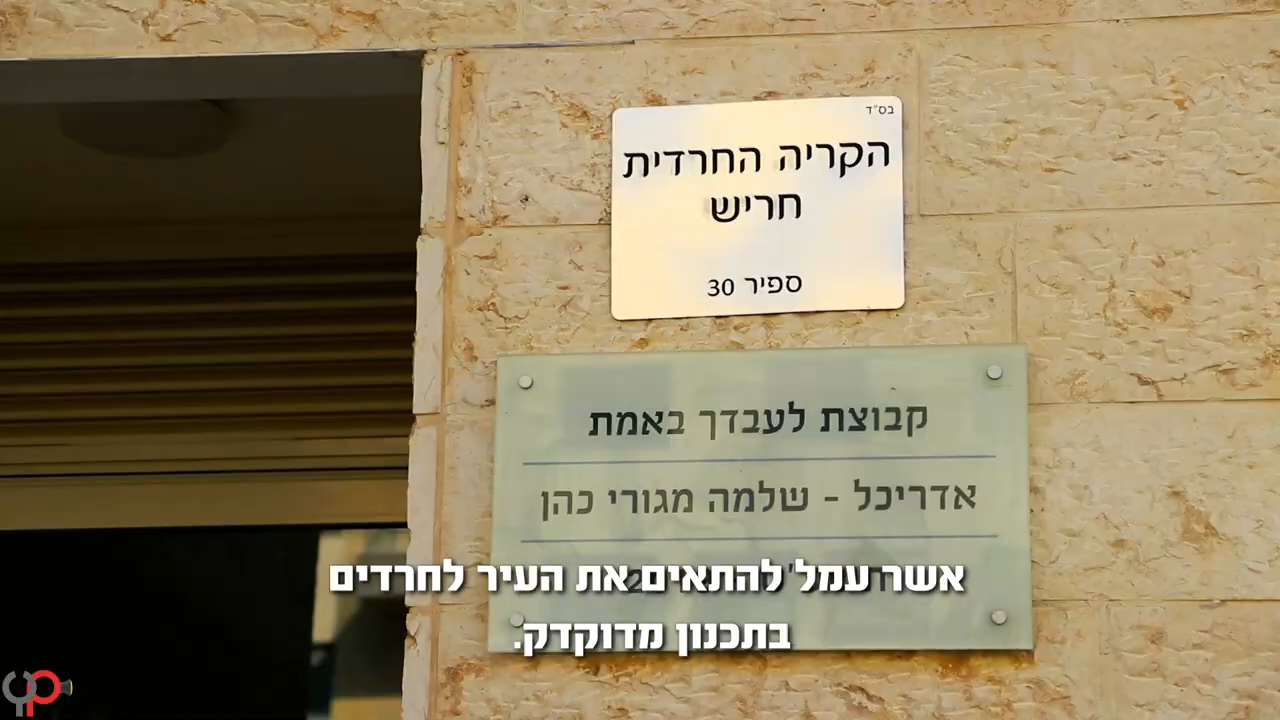 בס"ד
הקריה החרדית
חריש
ספיר 30
קבוצת לעבדך באמת
אדריכל - שלמה מגורי כהן
אשר עמל להתאים את העיר לחרדים
בתכנון מדוקדק.